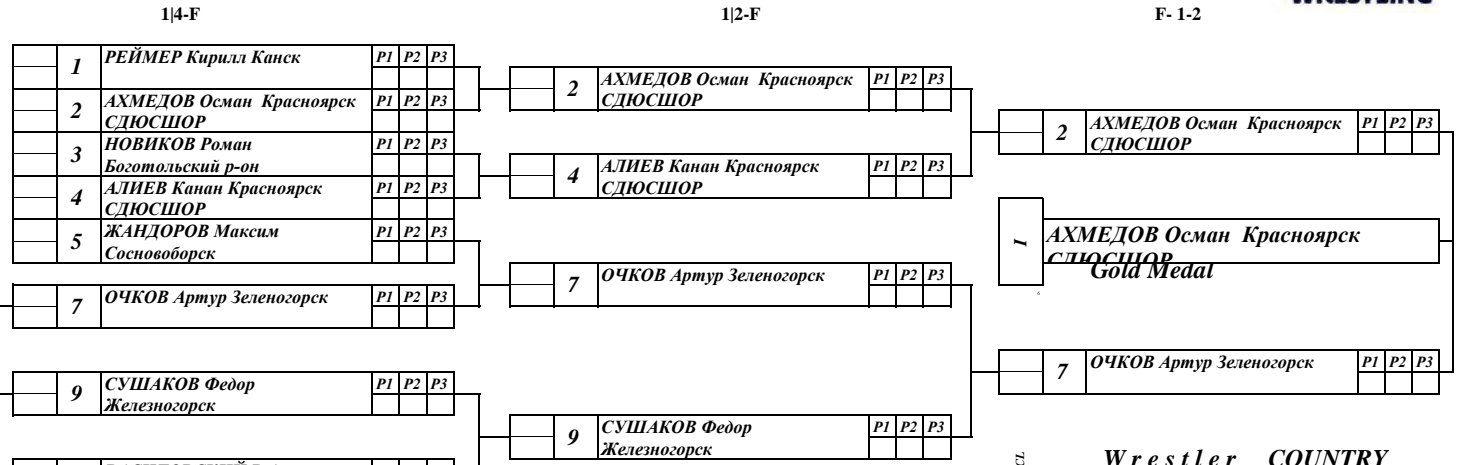 1|4-F
1|2-F
F- 1-2
1 РЕЙМЕР Кирилл Канск P1 P2 P3
2 АХМЕДОВ Осман Красноярск P1 P2 P3
СДЮСШОР
3 НОВИКОВ Роман P1 P2 P3
Боготольский р-он
4 АЛИЕВ Канан Красноярск P1 P2 P3
СДЮСШОР
5 ЖАНДОРОВ Максим P1 P2 P3
Сосновоборск
7 ОЧКОВ Артур Зеленогорск P1 P2 P3
9 СУШАКОВ Федор P1 P2 P3
Железногорск
2 АХМЕДОВ Осман Красноярск P1 P2 P3
СДЮСШОР
4 АЛИЕВ Канан Красноярск P1 P2 P3
СДЮСШОР
7 ОЧКОВ Артур Зеленогорск P1 P2 P3
9 СУШАКОВ Федор P1 P2 P3
Железногорск
2 АХМЕДОВ Осман Красноярск P1 P2 P3
СДЮСШОР
I АХМЕДОВ Осман Красноярск
СДЮСШОР
Gold Medal
7 ОЧКОВ Артур Зеленогорск P1 P2 P3
CL Wrestler COUNTRY